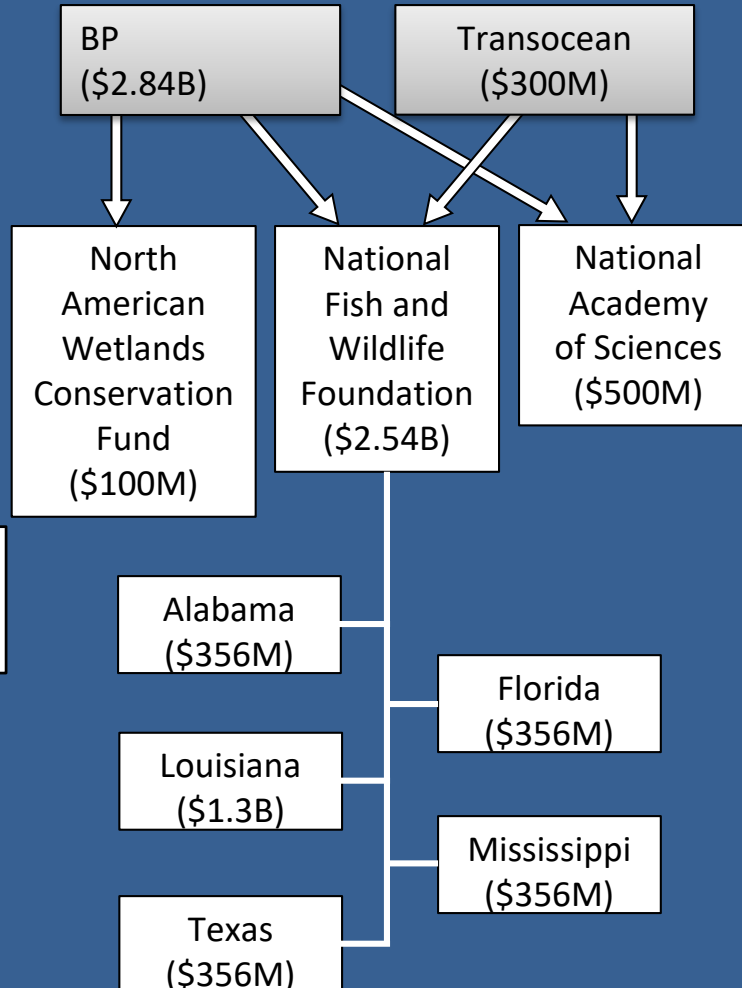 BP
($2.84B)
Transocean
($300M)
North
American
Wetlands
Conservation
Fund
($100M)
National
Fish and
Wildlife
Foundation
($2.54B)
National
Academy
of Sciences
($500M)
Alabama
($356M)
Florida
($356M)
Louisiana
($1.3B)
Mississippi
($356M)
Texas
($356M)